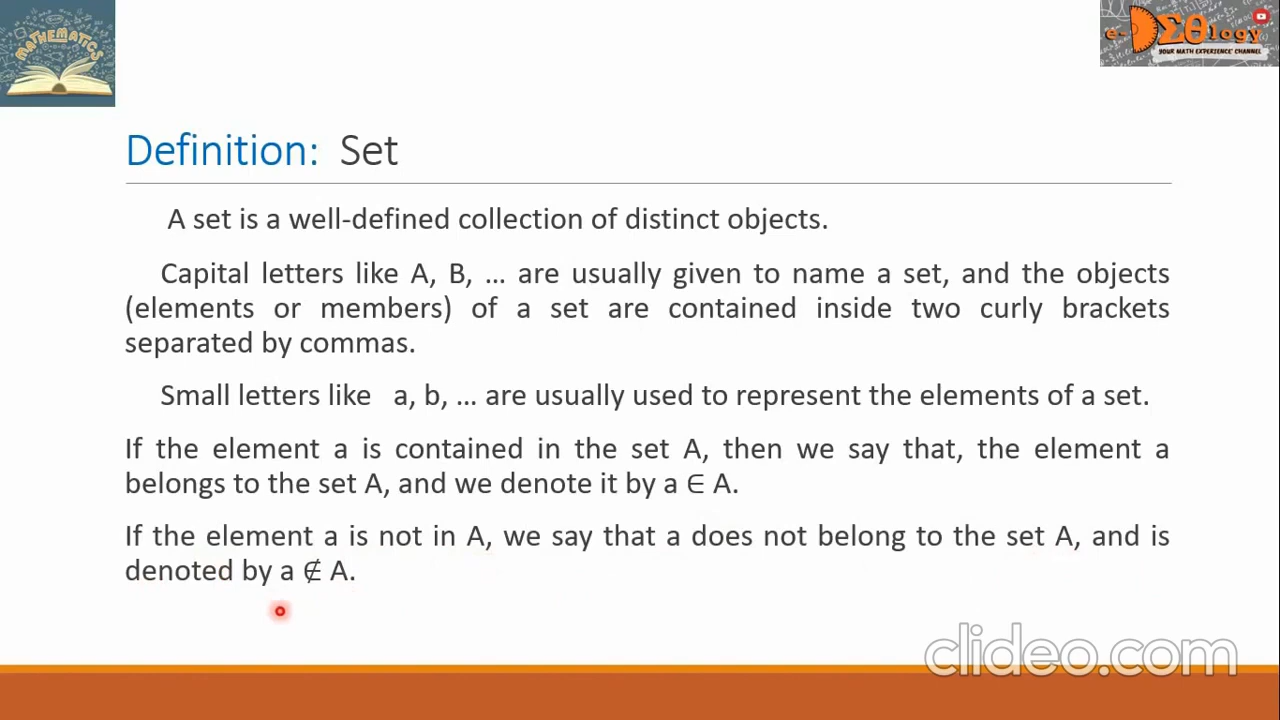 MATHEMATICS
e-DΣθlogy
YOUR MATH EXPERIENCE CHANNEL
Definition: Set
A set is a well-defined collection of distinct objects.
Capital letters like A, B, … are usually given to name a set, and the objects
(elements or members) of a set are contained inside two curly brackets
separated by commas.
Small letters like a, b, … are usually used to represent the elements of a set.
If the element a is contained in the set A, then we say that, the element a
belongs to the set A, and we denote it by a ∈ A.
If the element a is not in A, we say that a does not belong to the set A, and is
denoted by a ∉ A.
clideo.com